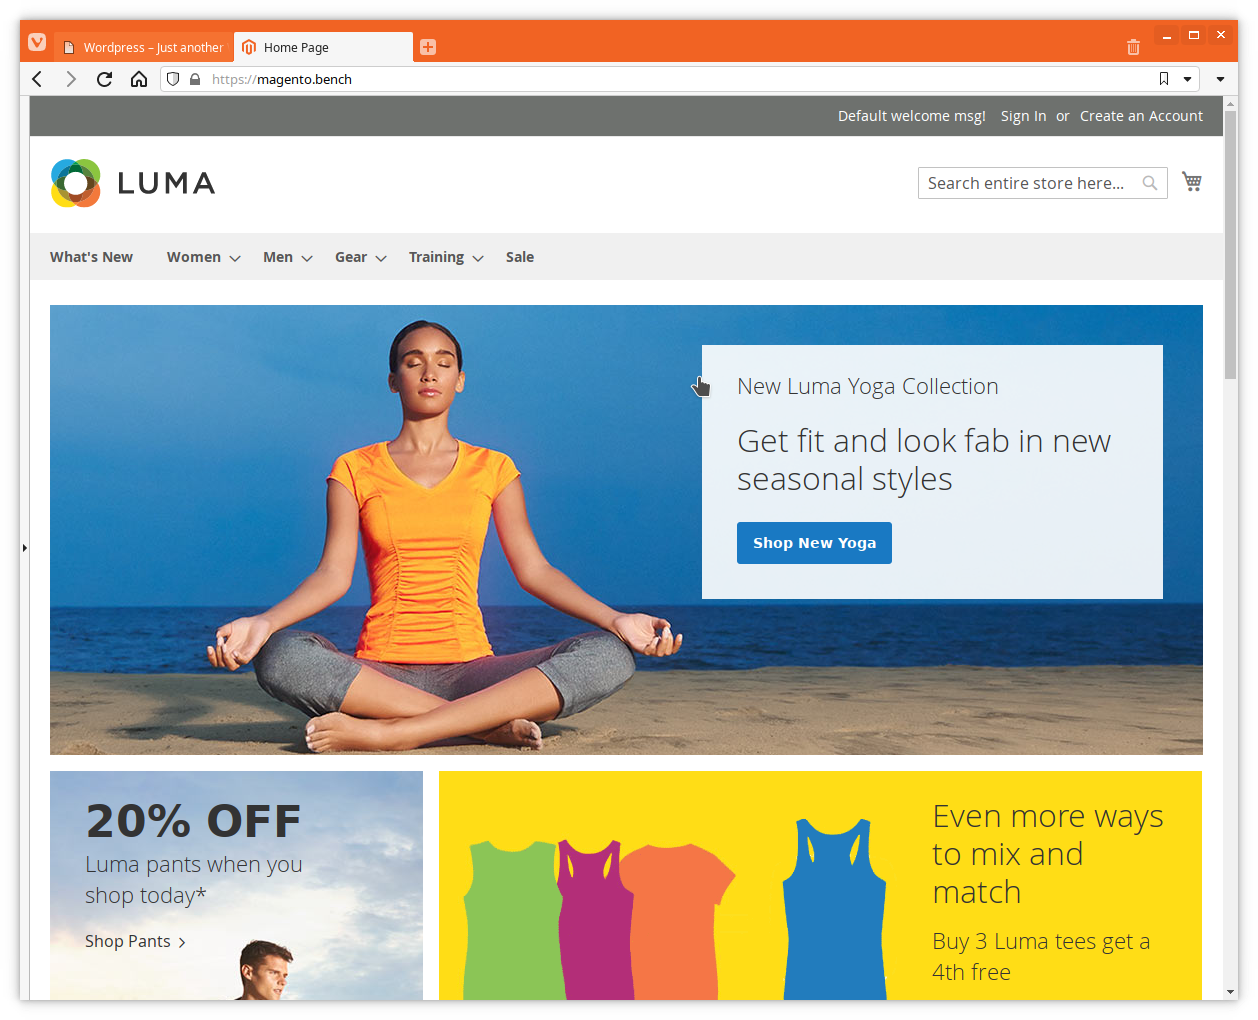 Wordpress – Just another
Home Page
https://magento.bench
Default welcome msg! Sign In or Create an Account
LUMA
Search entire store here...
What's New Women Men Gear Training Sale
New Luma Yoga Collection
Get fit and look fab in new
seasonal styles
Shop New Yoga
20% OFF
Luma pants when you
shop today*
Shop Pants
Even more ways
to mix and
match
Buy 3 Luma tees get a
4th free